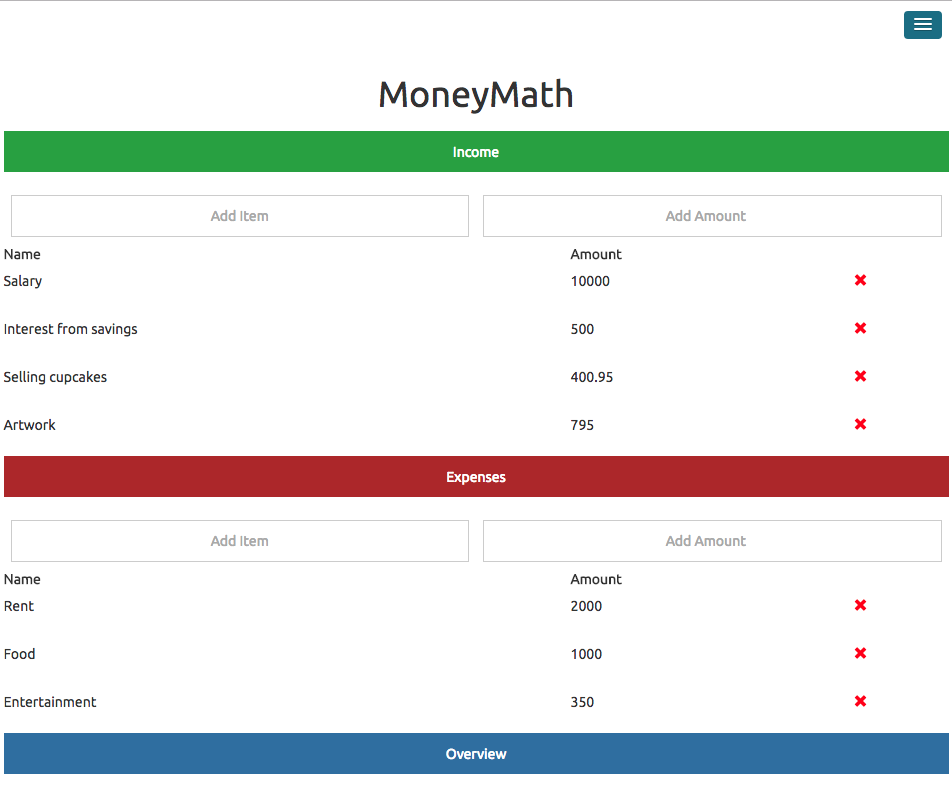 MoneyMath
Income
Add Item Add Amount
Name Amount
Salary 10000
Interest from savings 500
Selling cupcakes 400.95
Artwork 795
Expenses
Add Item Add Amount
Name Amount
Rent 2000
Food 1000
Entertainment 350
Overview